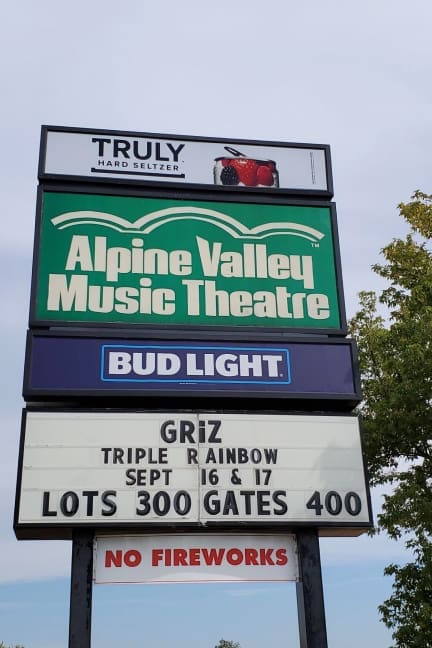 TRULY
HARD SELTZER
Alpine Valley
Music Theatre ™
BUD LIGHT
GRiZ
TRIPLE RAINBOW
SEPT 16 & 17
LOTS 300 GATES 400
NO FIREWORKS